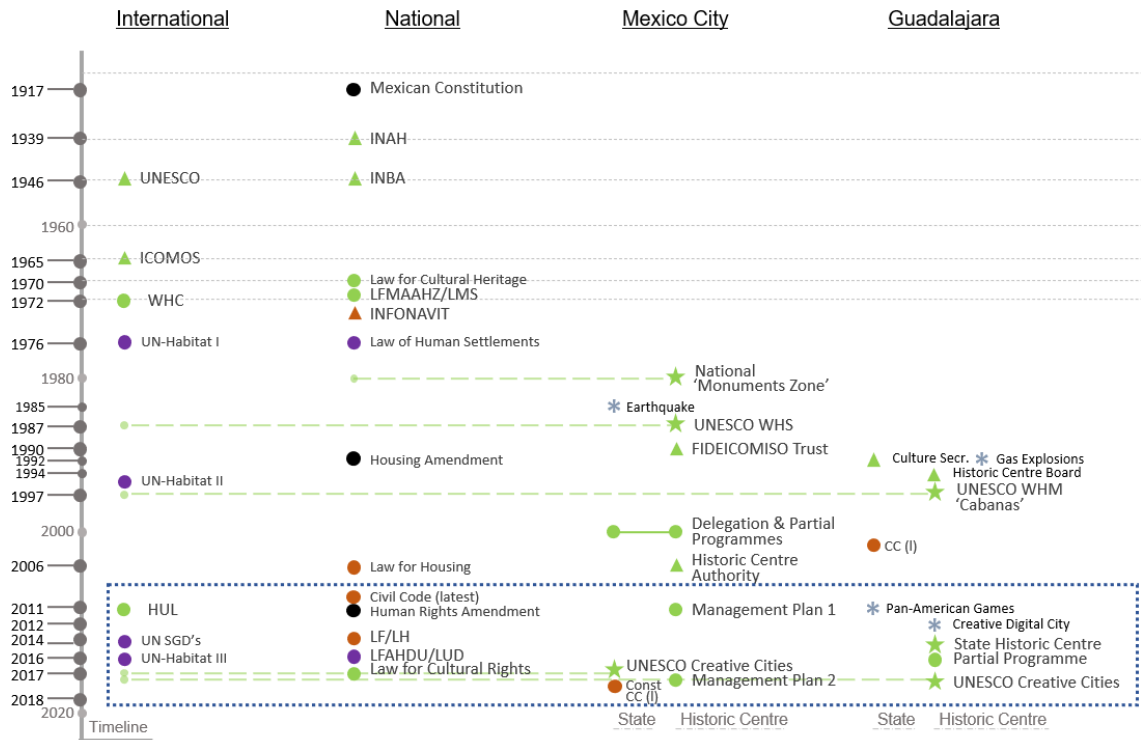 International National Mexico City Guadalajara
1917 Mexican Constitution
1939 INAH
1946 UNESCO INBA
1960
1965 ICOMOS
1970 Law for Cultural Heritage
1972 WHC LFMAAHZ/LMS
INFONAVIT
1976 UN-Habitat I Law of Human Settlements
1980 National
'Monuments Zone'
1985 Earthquake
1987 UNESCO WHS
1990 FIDEICOMISO Trust
1992 Housing Amendment Culture Secr. Gas Explosions
1994 Historic Centre Board
UN-Habitat II
1997 UNESCO WHM
'Cabanas'
2000 Delegation & Partial
Programmes
CC (l)
2006 Law for Housing Historic Centre
Authority
Civil Code (latest)
2011 HUL Human Rights Amendment Management Plan 1 Pan-American Games
2012 Creative Digital City
2014 UN SGD's LF/LH State Historic Centre
2016 UN-Habitat III LFAHDU/LUD Partial Programme
2017 Law for Cultural Rights UNESCO Creative Cities
Management Plan 2 UNESCO Creative Cities
Const
CC (l)
2018
2020
Timeline State Historic Centre State Historic Centre